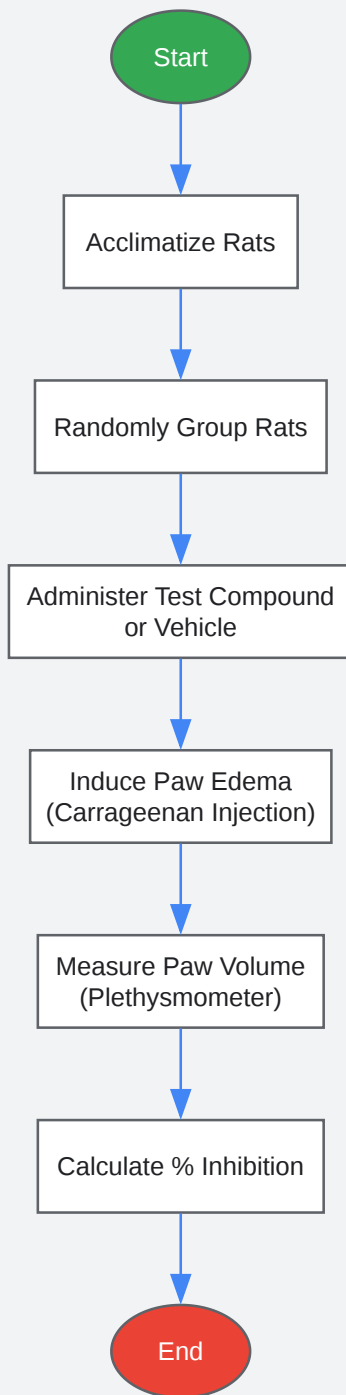 Start
Acclimatize Rats
Randomly Group Rats
Administer Test Compound
or Vehicle
Induce Paw Edema
(Carrageenan Injection)
Measure Paw Volume
(Plethysmometer)
Calculate % Inhibition
End